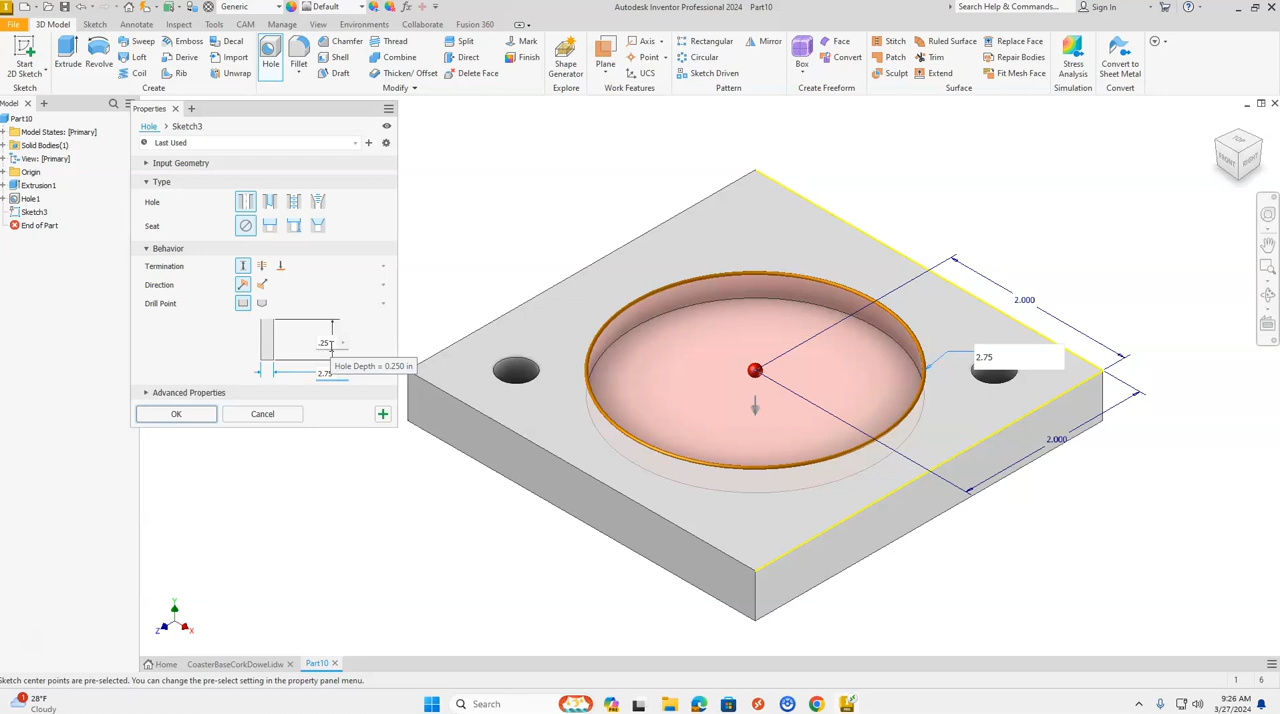 Generic Default Autodesk Inventor Professional 2024 Part10 Search Help & Commands... Sign In
File 3D Model Sketch Annotate Inspect Tools Manage View Environments Get Started Collaborate CAM Fusion 360
Start 2D Sketch Extrude Revolve Sweep Loft Coil Emboss Derive Rib Decal Import Unwrap Hole Fillet Chamfer Shell Draft Thread Combine Thicken/ Offset Split Direct Delete Face Mark Finish Shape Generator Plane Axis Point UCS Rectangular Circular Sketch Driven Mirror Box Face Convert Stitch Patch Sculpt Ruled Surface Trim Extend Replace Face Repair Bodies Fit Mesh Face Stress Analysis Convert to Sheet Metal
Sketch Create Modify Explore Work Features Pattern Create Freeform Surface Simulation Convert
Model
Part10
Model States: [Primary]
Solid Bodies(1)
View: [Primary]
Origin
Extrusion1
Hole1
Sketch3
End of Part
Properties
Hole > Sketch3
Last Used
Input Geometry
Type
Hole
Seat
Behavior
Termination
Direction
Drill Point
.25
Hole Depth = 0.250 in
2.75
Advanced Properties
OK Cancel
TOP
FRONT RIGHT
2.000
2.75
2.000
Y
Z X
Home CoasterBaseCorkDowel.idw Part10
Sketch center points are pre-selected. You can change the pre-select setting in the property panel menu. 1 6
1 28°F
Cloudy
Search
9:26 AM
3/27/2024